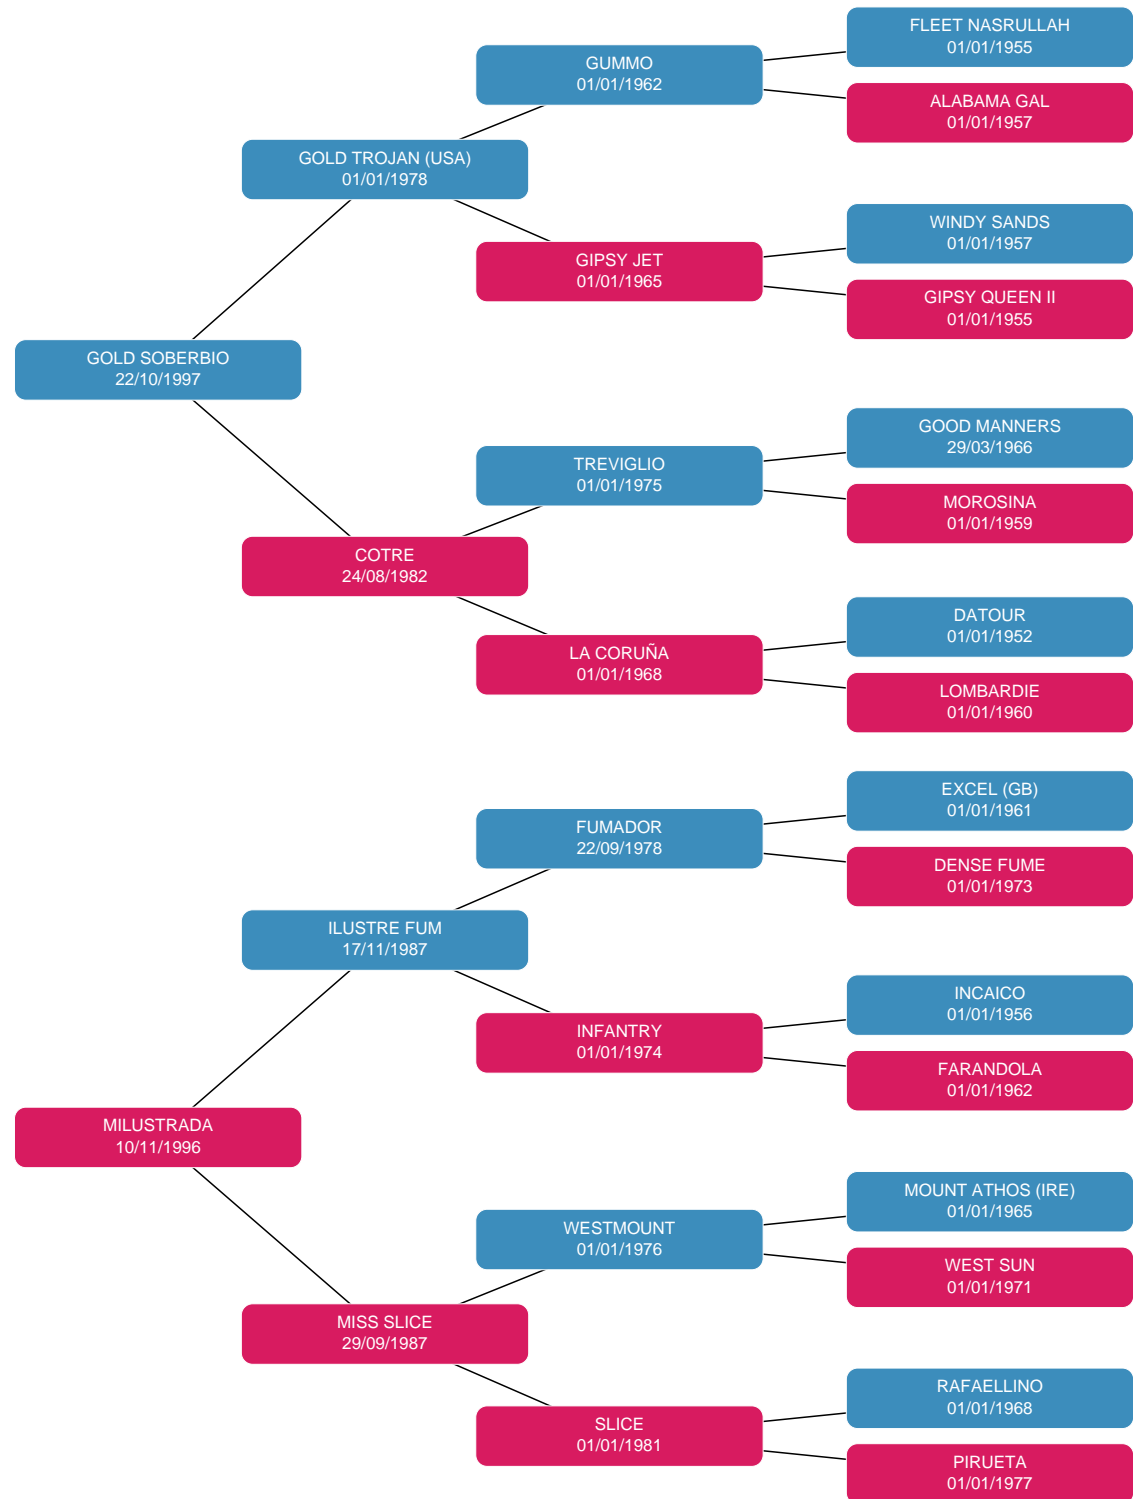 FLEET NASRULLAH
01/01/1955
GUMMO
01/01/1962
ALABAMA GAL
01/01/1957
GOLD TROJAN (USA)
01/01/1978
WINDY SANDS
01/01/1957
GIPSY JET
01/01/1965
GIPSY QUEEN II
01/01/1955
GOLD SOBERBIO
22/10/1997
GOOD MANNERS
29/03/1966
TREVIGLIO
01/01/1975
MOROSINA
01/01/1959
COTRE
24/08/1982
DATOUR
01/01/1952
LA CORUÑA
01/01/1968
LOMBARDIE
01/01/1960
EXCEL (GB)
01/01/1961
FUMADOR
22/09/1978
DENSE FUME
01/01/1973
ILUSTRE FUM
17/11/1987
INCAICO
01/01/1956
INFANTRY
01/01/1974
FARANDOLA
01/01/1962
MILUSTRADA
10/11/1996
MOUNT ATHOS (IRE)
01/01/1965
WESTMOUNT
01/01/1976
WEST SUN
01/01/1971
MISS SLICE
29/09/1987
RAFAELLINO
01/01/1968
SLICE
01/01/1981
PIRUETA
01/01/1977